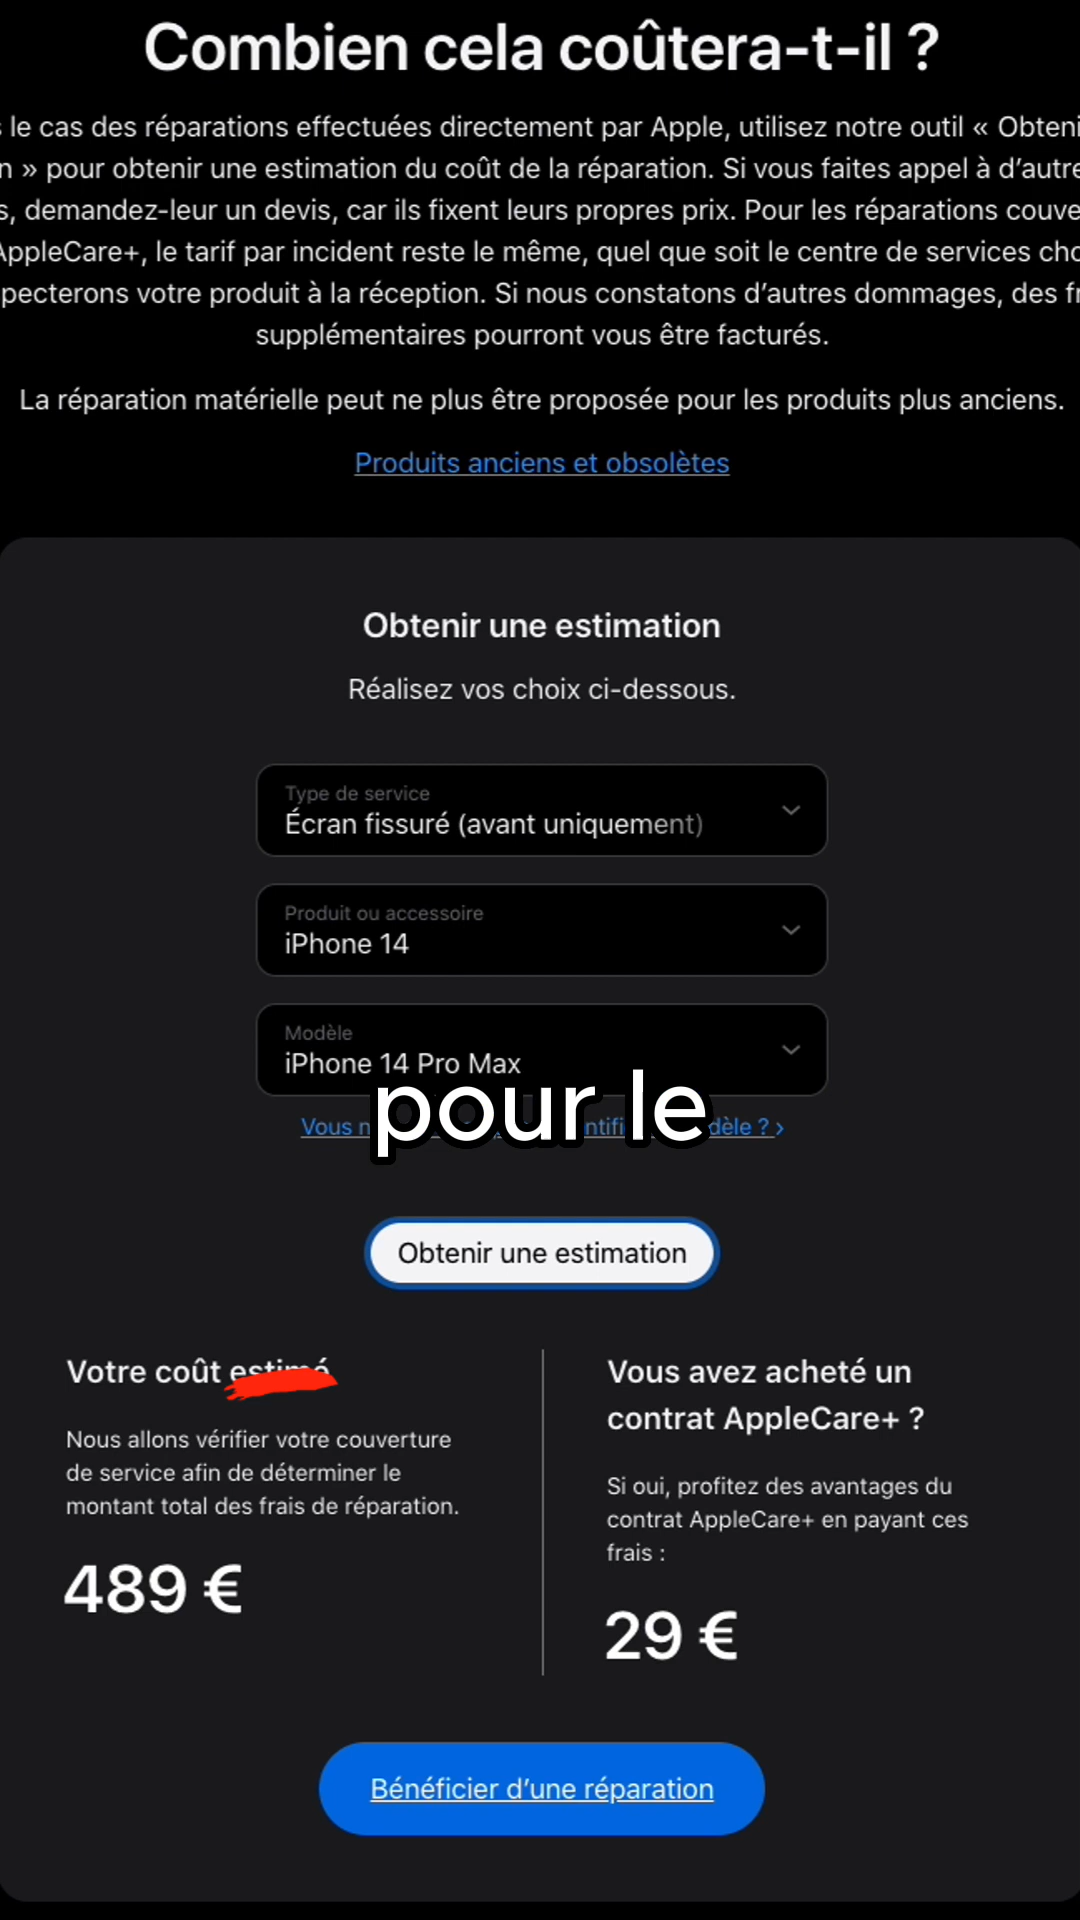 Combien cela coûtera-t-il ?
le cas des réparations effectuées directement par Apple, utilisez notre outil « Obteni
n » pour obtenir une estimation du coût de la réparation. Si vous faites appel à d’autre
s, demandez-leur un devis, car ils fixent leurs propres prix. Pour les réparations couve
AppleCare+, le tarif par incident reste le même, quel que soit le centre de services cho
pecterons votre produit à la réception. Si nous constatons d’autres dommages, des fr
supplémentaires pourront vous être facturés.
La réparation matérielle peut ne plus être proposée pour les produits plus anciens.
Produits anciens et obsolètes
Obtenir une estimation
Réalisez vos choix ci-dessous.
Type de service
Écran fissuré (avant uniquement)
Produit ou accessoire
iPhone 14
Modèle
iPhone 14 Pro Max
pour le
Vous n ntifi dèle ? ›
Obtenir une estimation
Votre coût estimé
Nous allons vérifier votre couverture
de service afin de déterminer le
montant total des frais de réparation.
489 €
Vous avez acheté un
contrat AppleCare+ ?
Si oui, profitez des avantages du
contrat AppleCare+ en payant ces
frais :
29 €
Bénéficier d’une réparation